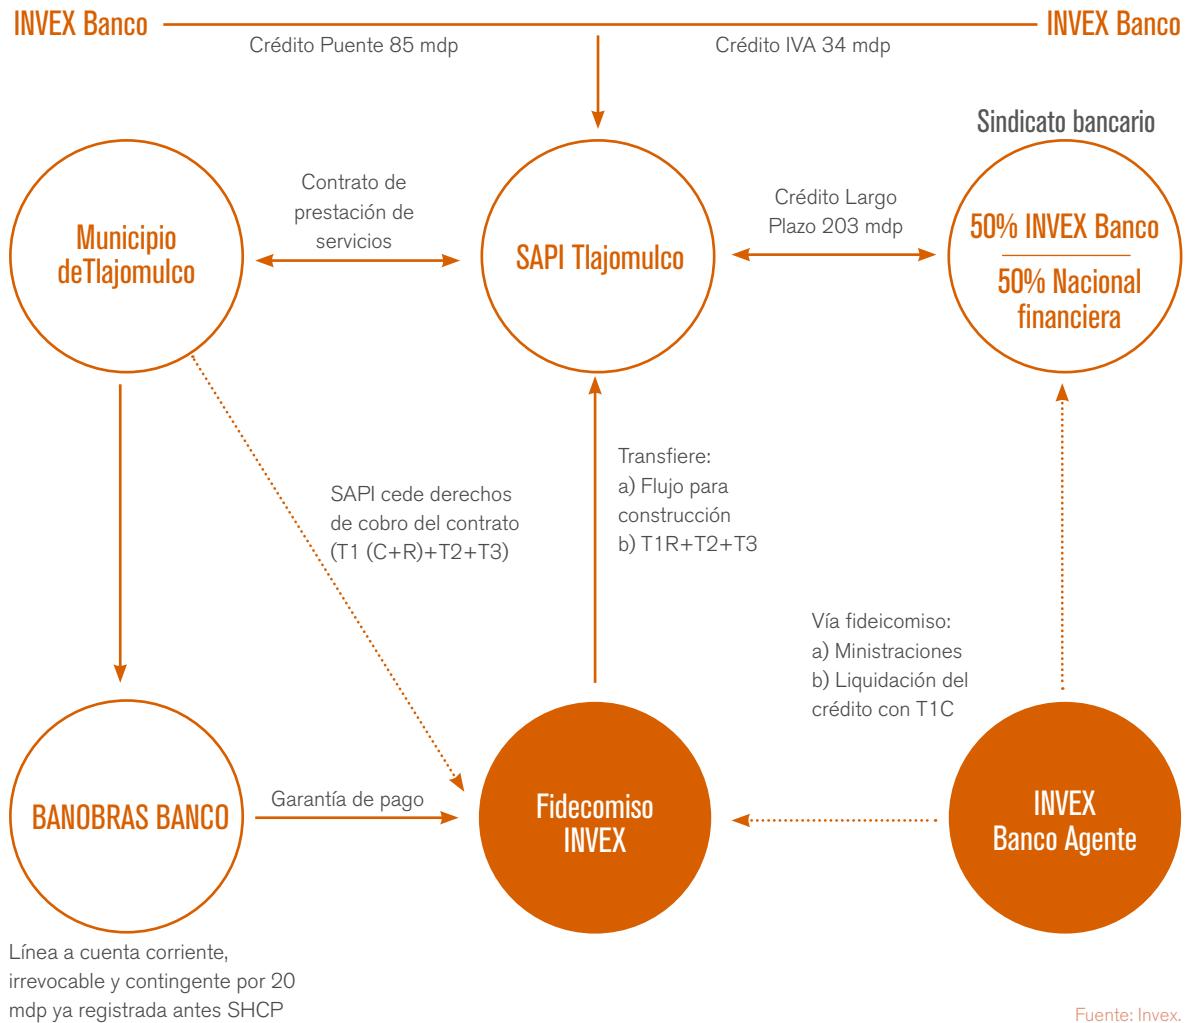 INVEX Banco
INVEX Banco
Crédito Puente 85 mdp
Crédito IVA 34 mdp
Sindicato bancario
Municipio
deTlajomulco
Contrato de
prestación de
servicios
SAPI Tlajomulco
Crédito Largo
Plazo 203 mdp
50% INVEX Banco
50% Nacional
financiera
SAPI cede derechos
de cobro del contrato
(T1 (C+R)+T2+T3)
Transfiere:
a) Flujo para
construcción
b) T1R+T2+T3
Vía fideicomiso:
a) Ministraciones
b) Liquidación del
crédito con T1C
BANOBRAS BANCO
Garantía de pago
Fidecomiso
INVEX
INVEX
Banco Agente
Línea a cuenta corriente,
irrevocable y contingente por 20
mdp ya registrada antes SHCP
Fuente: Invex.